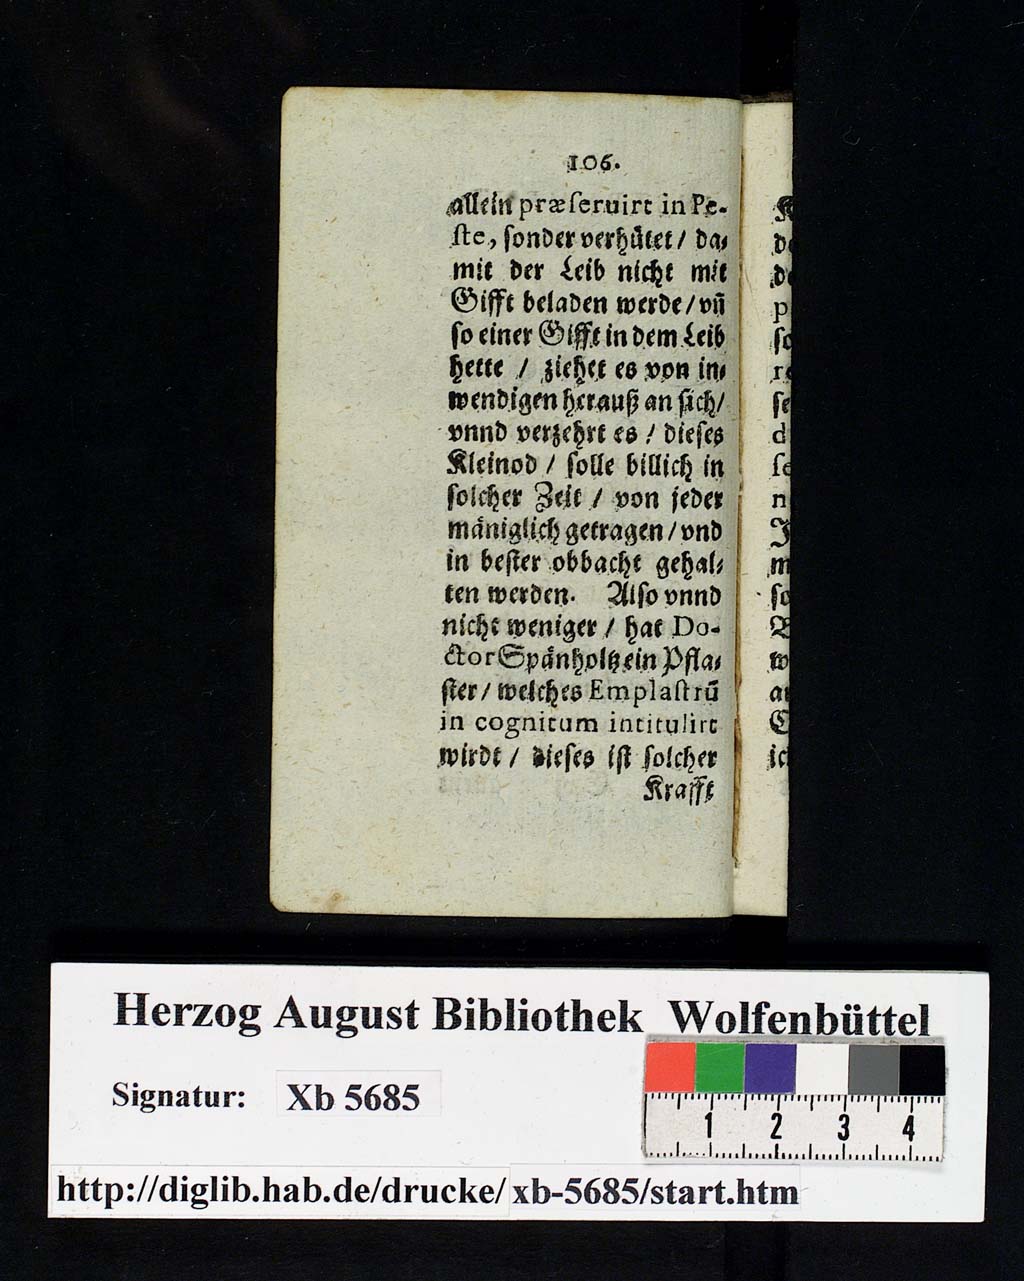 106.
allein præſeruirt in Pe-
ſte, ſonder verhütet / da-
mit der Leib nicht mit
Gifft beladen werde / vñ
ſo einer Gifft in dem Leib
hette / ziehet es von in-
wendigen herauß an ſich /
vnnd verzehrt es / dieſes
Kleinod / ſolle billich in
ſolcher Zeit / von jeder
mäniglich getragen / vnd
in beſter obbacht gehal-
ten werden. Alſo vnnd
nicht weniger / hat Do-
ctor Spänholtz ein Pfla-
ſter / welches Emplaſtrũ
in cognitum intitulirt
wirdt / dieſes iſt ſolcher
Krafft
Herzog August Bibliothek Wolfenbüttel
Signatur: Xb 5685
1 2 3 4
http://diglib.hab.de/drucke/xb-5685/start.htm